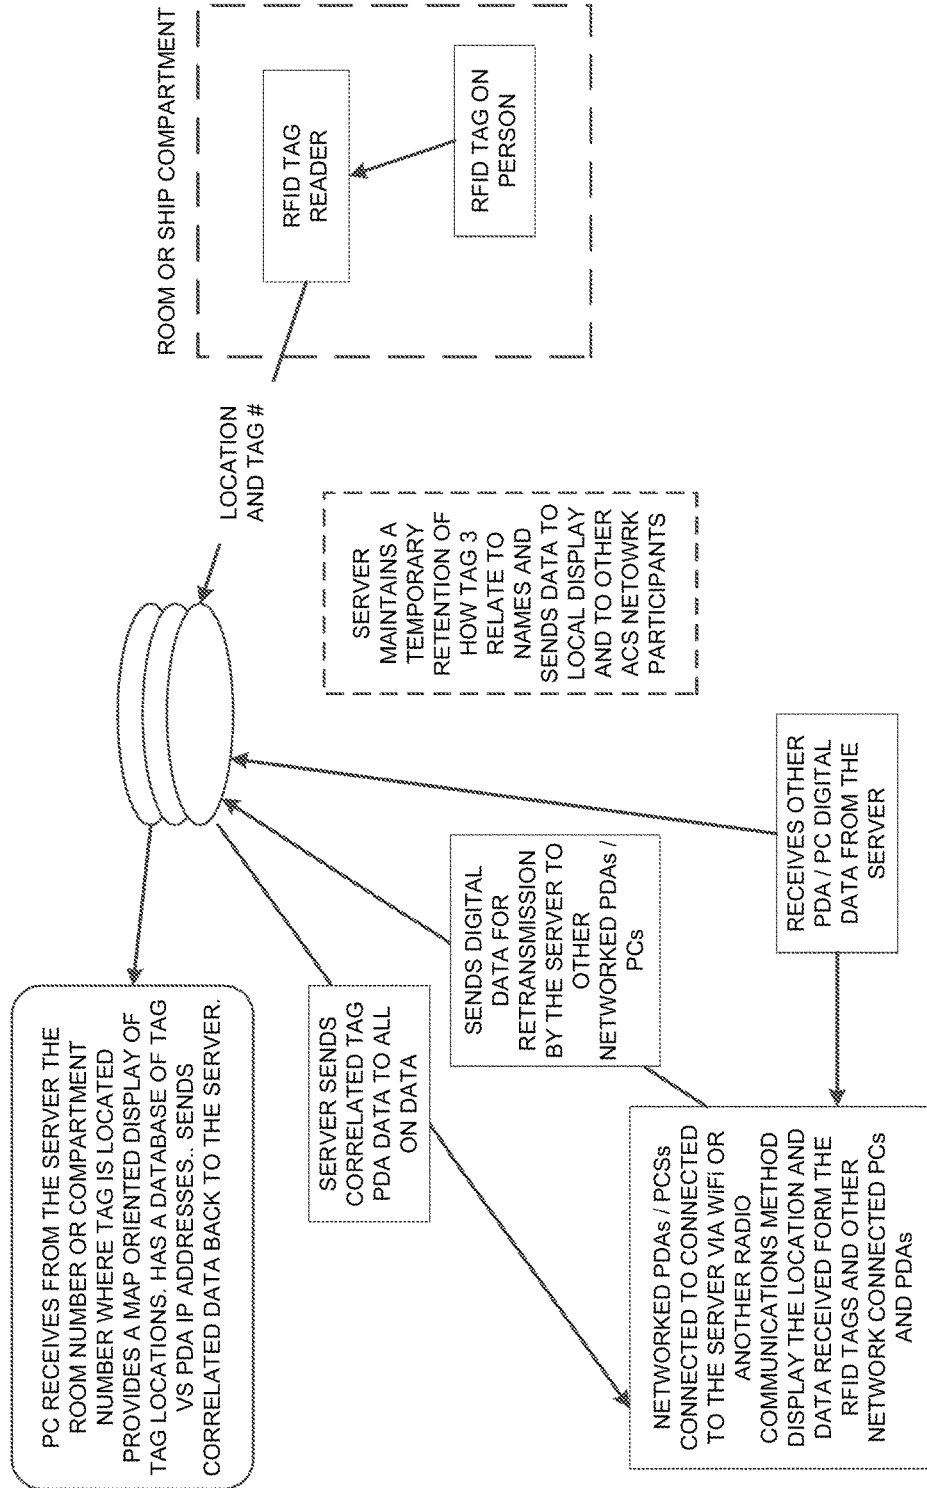 PC RECEIVES FROM THE SERVER THE
ROOM NUMBER OR COMPARTMENT
NUMBER WHERE TAG IS LOCATED
PROVIDES A MAP ORIENTED DISPLAY OF
TAG LOCATIONS. HAS A DATABASE OF TAG
VS PDA IP ADDRESSES.. SENDS
CORRELATED DATA BACK TO THE SERVER.
LOCATION
AND TAG #
ROOM OR SHIP COMPARTMENT
RFID TAG
READER
RFID TAG ON
PERSON
SERVER SENDS
CORRELATED TAG
PDA DATA TO ALL
ON DATA
SERVER
MAINTAINS A
TEMPORARY
RETENTION OF
HOW TAG 3
RELATE TO
NAMES AND
SENDS DATA TO
LOCAL DISPLAY
AND TO OTHER
ACS NETOWRK
PARTICIPANTS
SENDS DIGITAL
DATA FOR
RETRANSMISSION
BY THE SERVER TO
OTHER
NETWORKED PDAs /
PCs
NETWORKED PDAs / PCSs
CONNECTED TO CONNECTED
TO THE SERVER VIA WiFi OR
ANOTHER RADIO
COMMUNICATIONS METHOD
DISPLAY THE LOCATION AND
DATA RECEIVED FORM THE
RFID TAGS AND OTHER
NETWORK CONNECTED PCs
AND PDAs
RECEIVES OTHER
PDA / PC DIGITAL
DATA FROM THE
SERVER